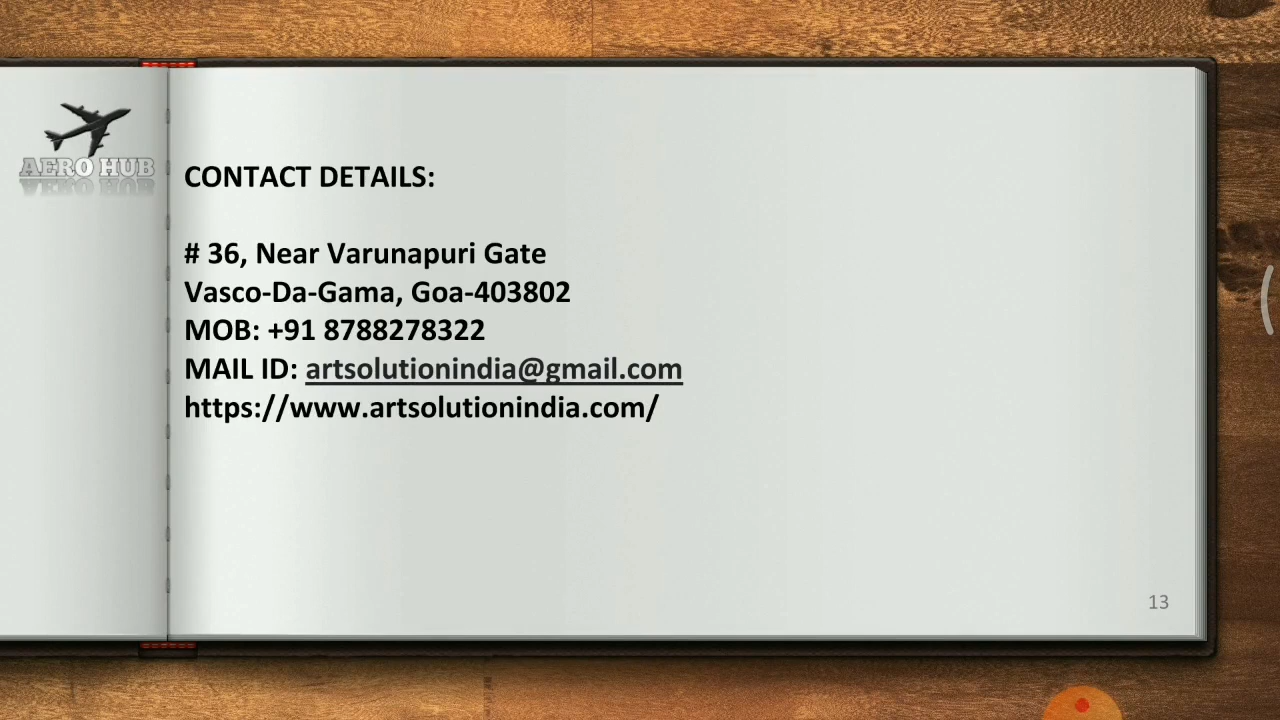 AERO HUB
CONTACT DETAILS:
# 36, Near Varunapuri Gate
Vasco-Da-Gama, Goa-403802
MOB: +91 8788278322
MAIL ID: artsolutionindia@gmail.com
https://www.artsolutionindia.com/
13